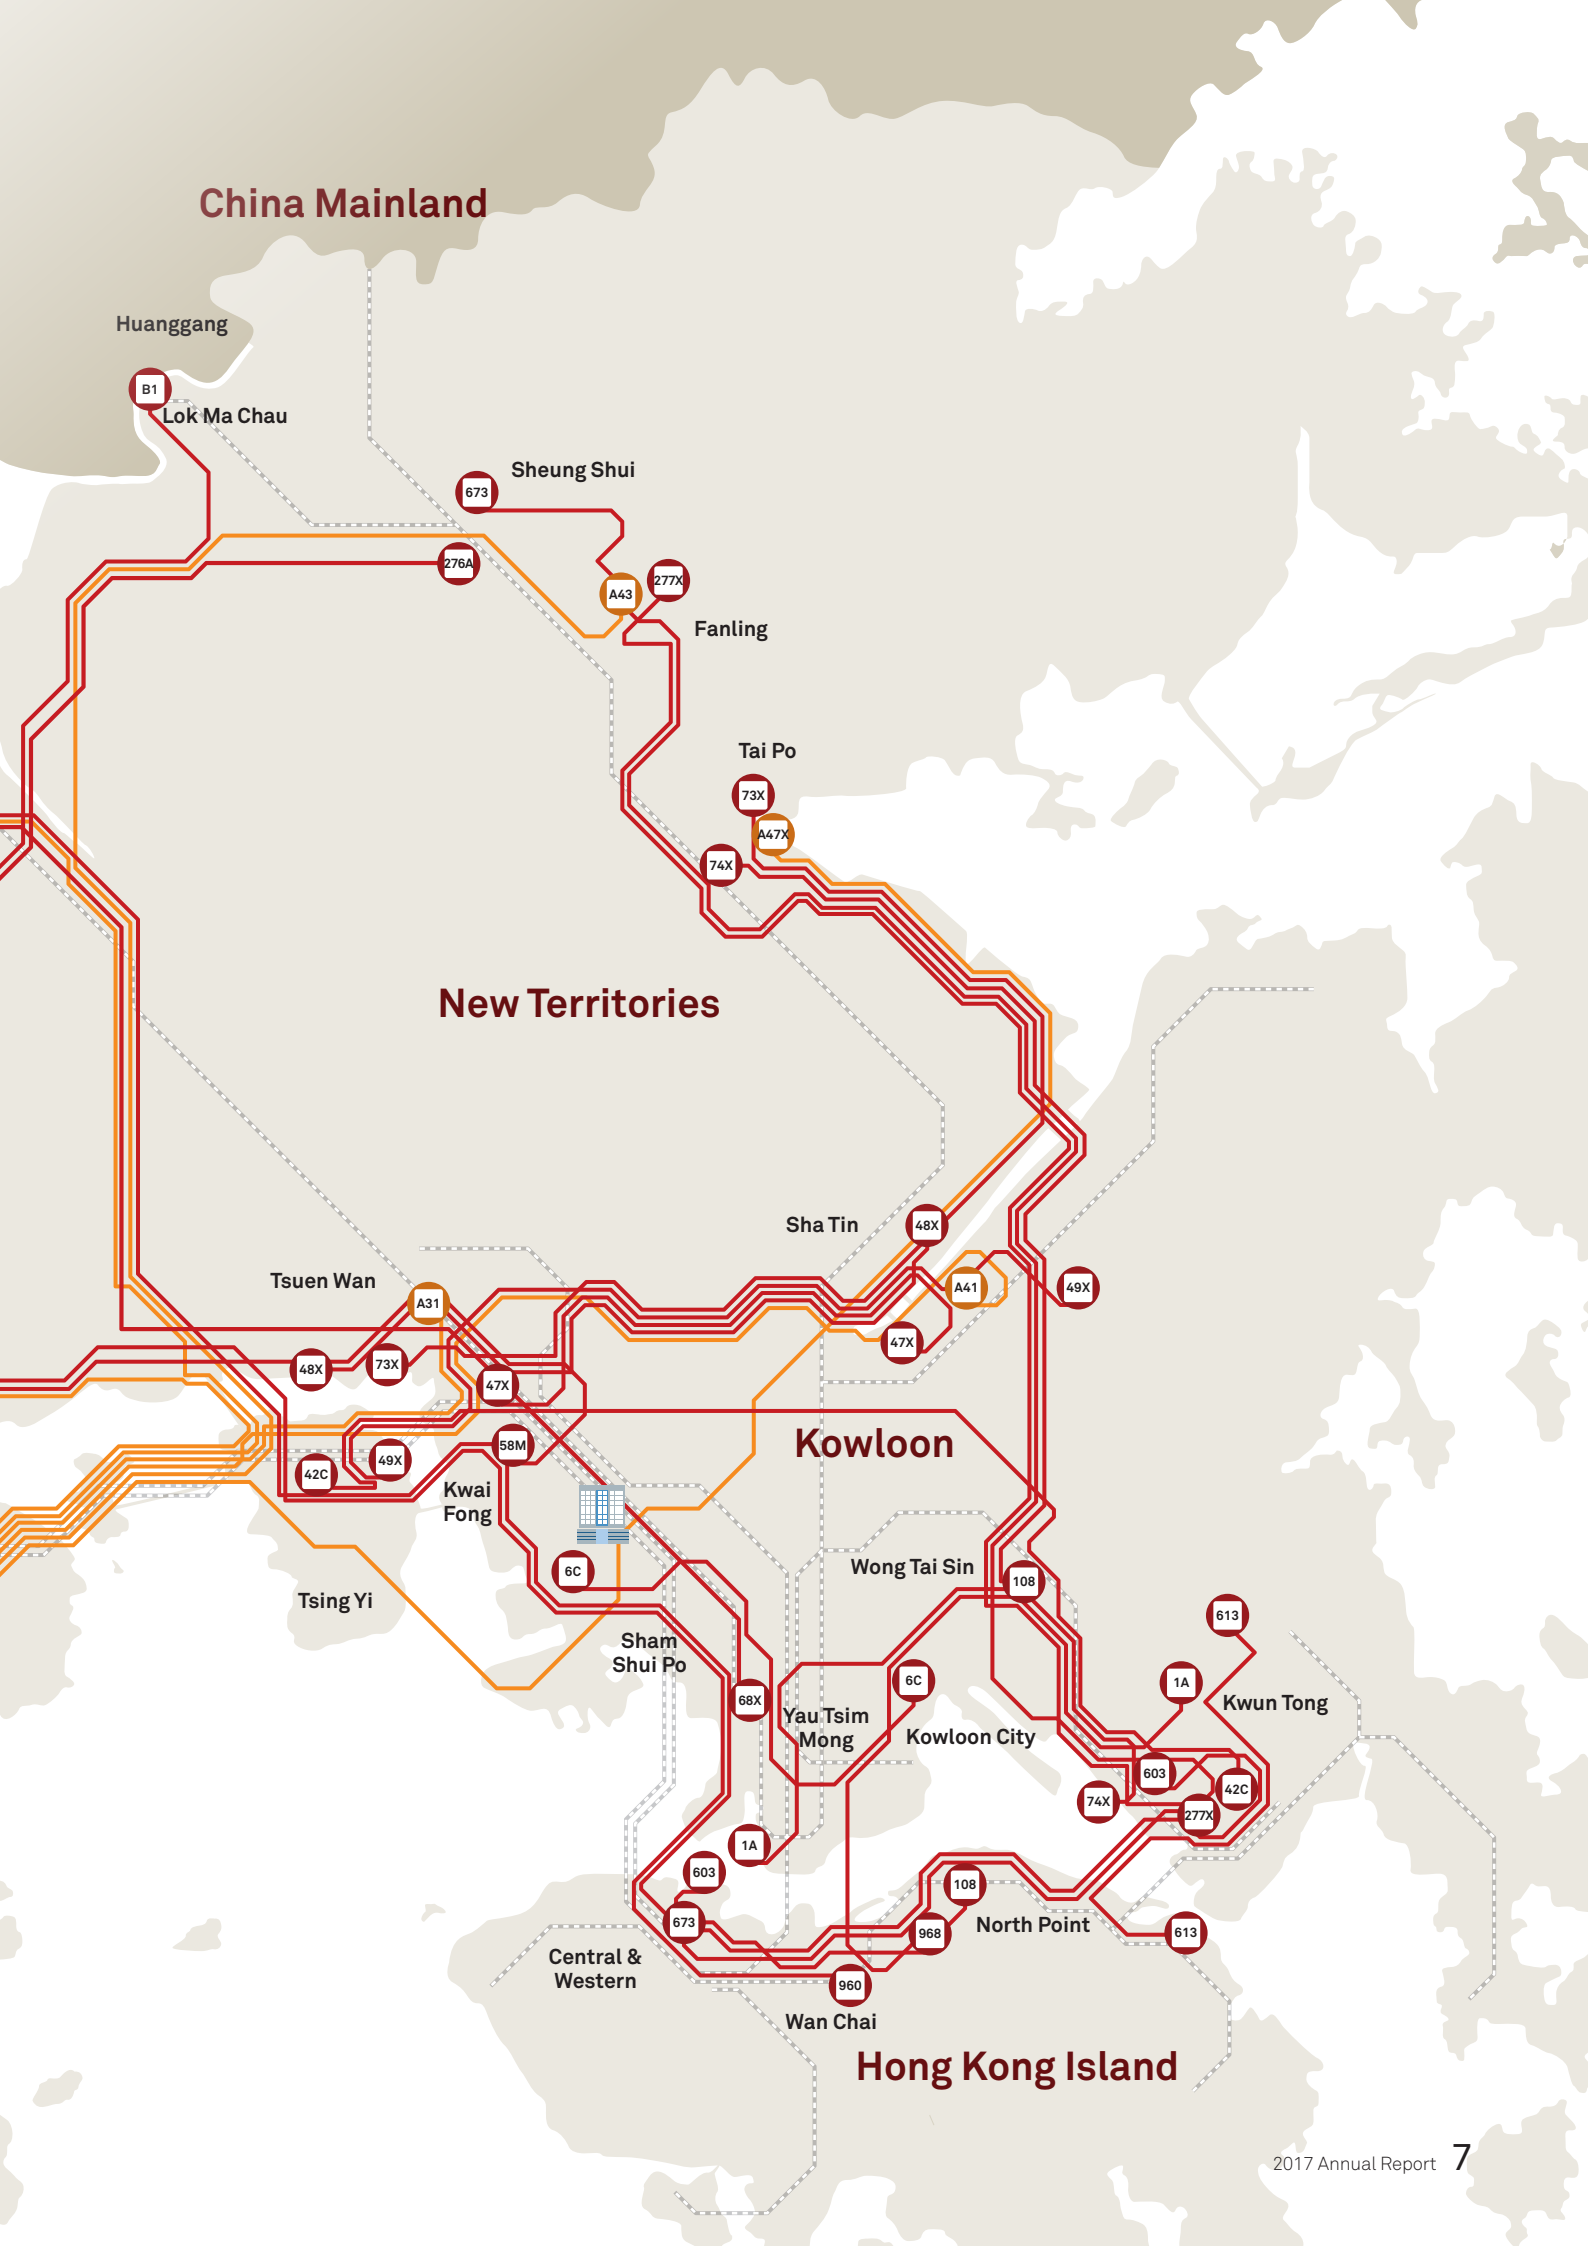 China Mainland
Huanggang
B1
Lok Ma Chau
Sheung Shui
673
276A
A43
277X
Fanling
Tai Po
73X
A47X
74X
New Territories
Sha Tin
48X
Tsuen Wan
A31
A41
49X
47X
48X
73X
47X
Kowloon
58M
49X
42C
Kwai
Fong
6C
Wong Tai Sin
108
Tsing Yi
613
Sham
Shui Po
6C
1A
68X
Kwun Tong
Yau Tsim
Mong
Kowloon City
603
42C
74X
277X
1A
603
108
673
North Point
968
613
Central &
Western
960
Wan Chai
Hong Kong Island
2017 Annual Report 7